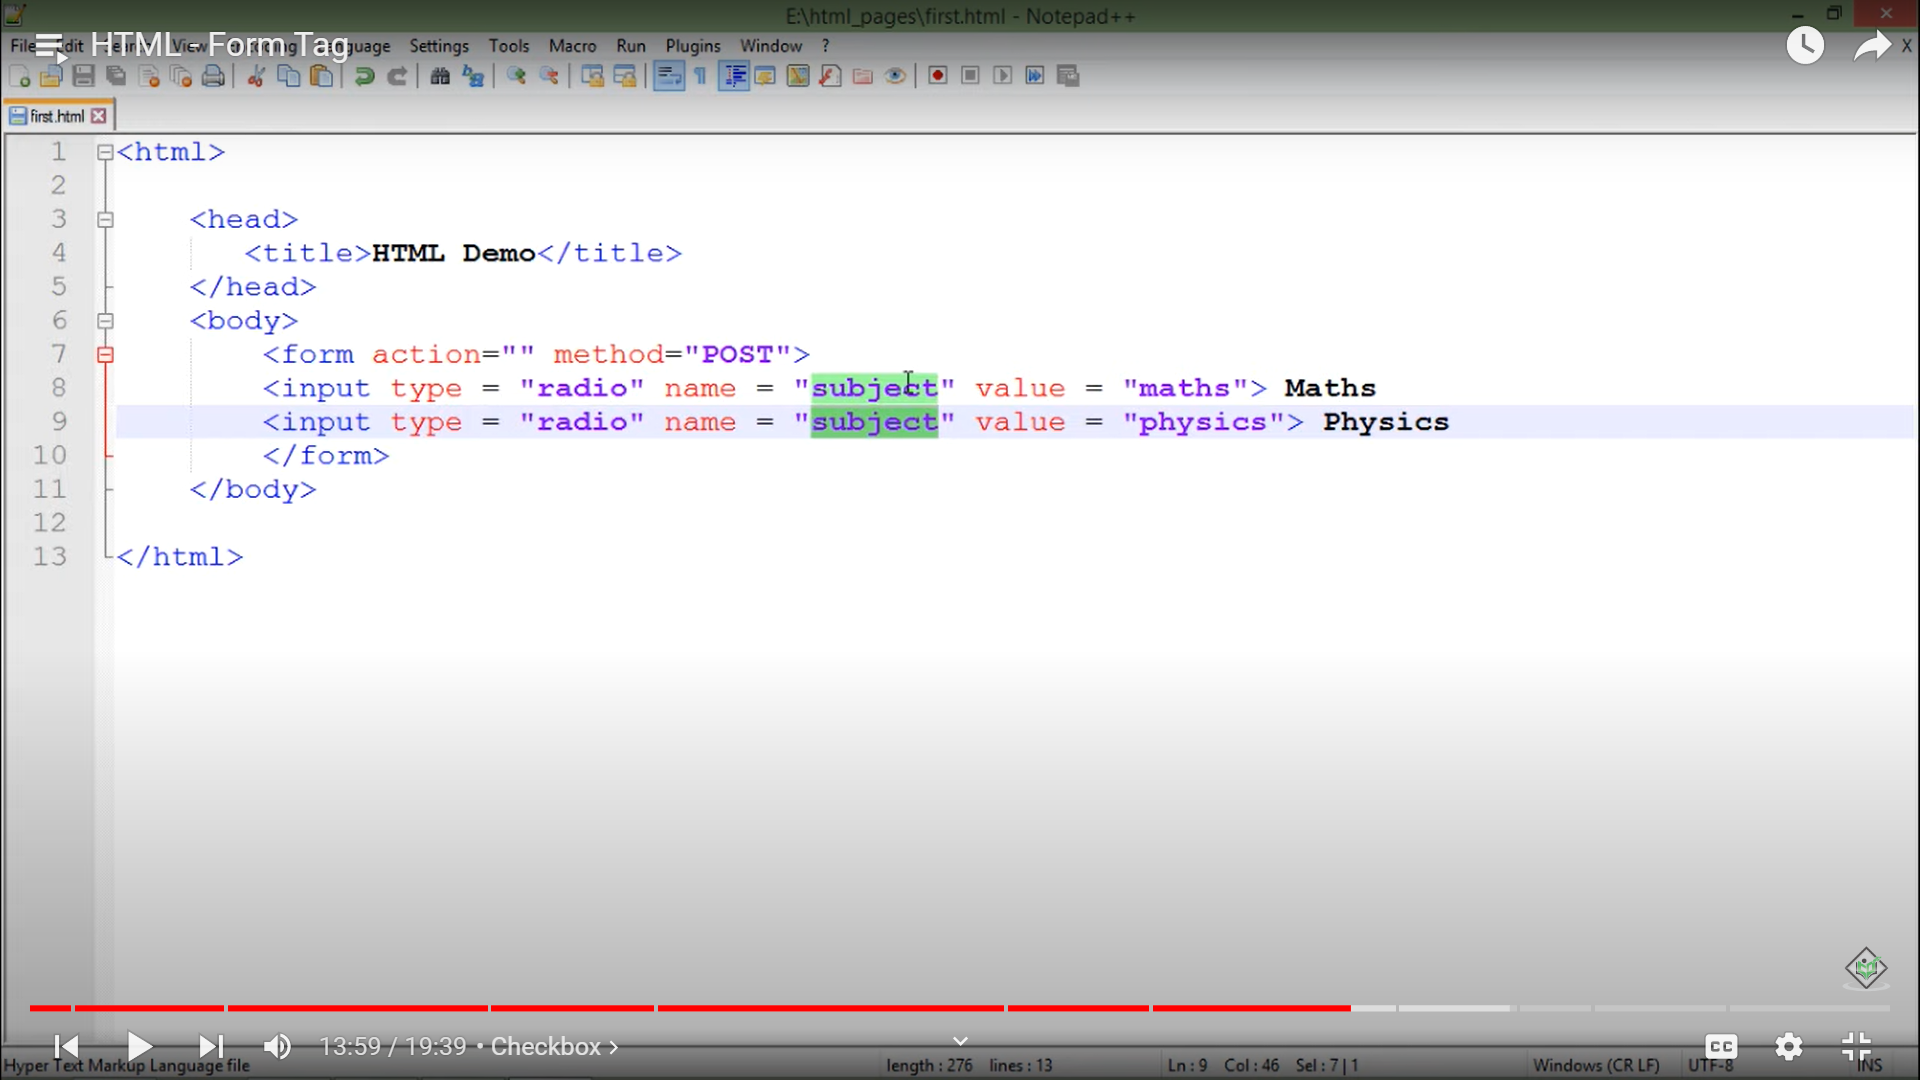 E:\html_pages\first.html - Notepad++
HTML - Form Tag
File Edit Search View Encoding Language Settings Tools Macro Run Plugins Window ?
X
first.html
1 <html>
2
3 <head>
4 <title>HTML Demo</title>
5 </head>
6 <body>
7 <form action="" method="POST">
8 <input type = "radio" name = "subject" value = "maths"> Maths
9 <input type = "radio" name = "subject" value = "physics"> Physics
10 </form>
11 </body>
12
13 </html>
13:59 / 19:39 • Checkbox
CC
Hyper Text Markup Language file length : 276 lines : 13 Ln : 9 Col : 46 Sel : 7 | 1 Windows (CR LF) UTF-8 INS